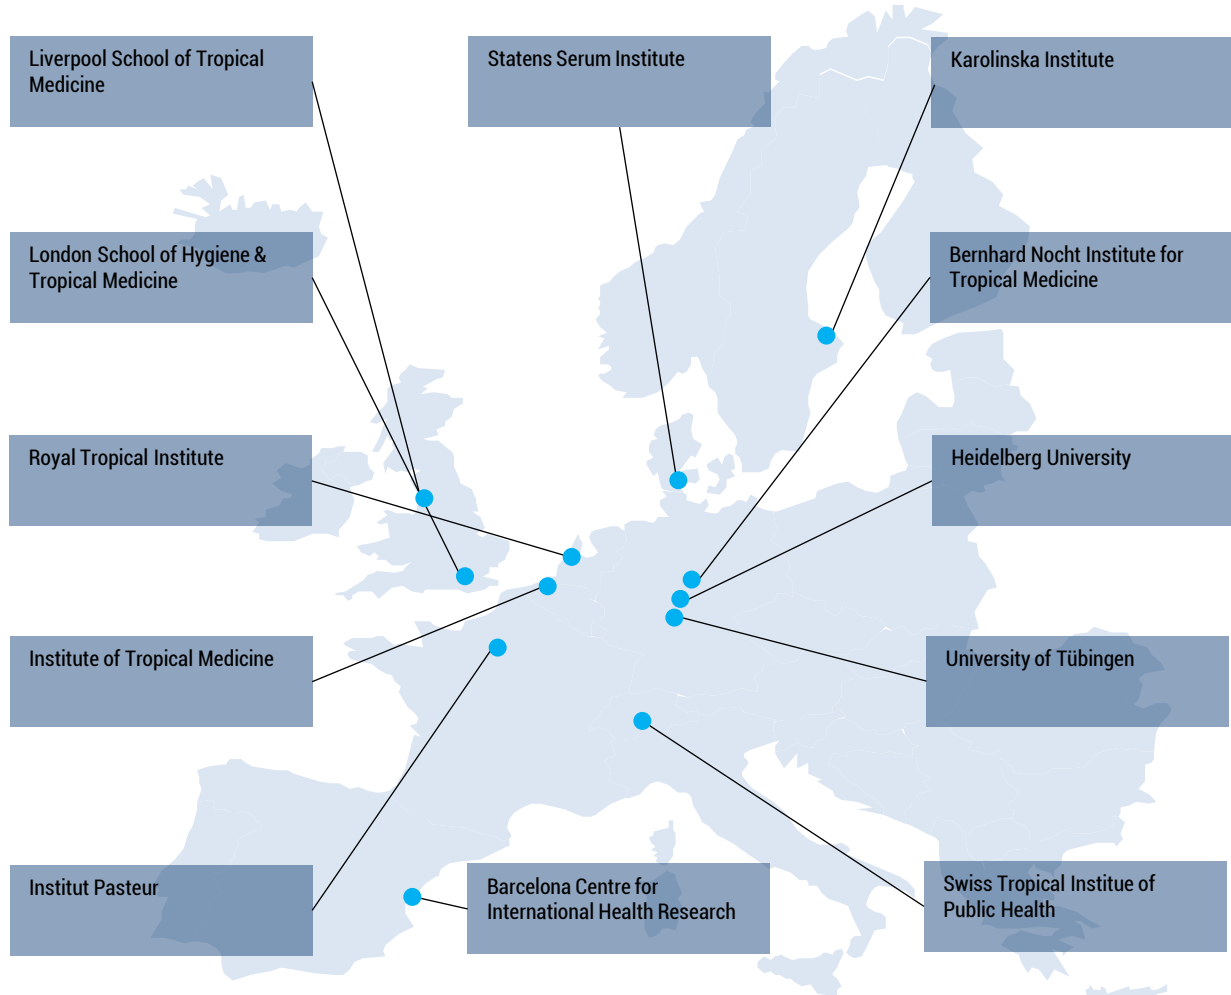 Liverpool School of Tropical
Medicine
Statens Serum Institute
Karolinska Institute
London School of Hygiene &
Tropical Medicine
Bernhard Nocht Institute for
Tropical Medicine
Royal Tropical Institute
Heidelberg University
Institute of Tropical Medicine
University of Tübingen
Institut Pasteur
Barcelona Centre for
International Health Research
Swiss Tropical Institue of
Public Health